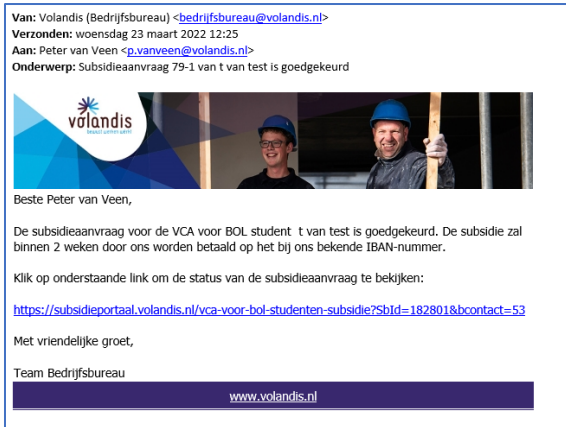 Van: Volandis (Bedrijfsbureau) <bedrijfsbureau@volandis.nl>
Verzonden: woensdag 23 maart 2022 12:25
Aan: Peter van Veen <p.vanveen@volandis.nl>
Onderwerp: Subsidieaanvraag 79-1 van t van test is goedgekeurd
volandis
bepaal samen werkt
Beste Peter van Veen,
De subsidieaanvraag voor de VCA voor BOL student  t van test is goedgekeurd. De subsidie zal
binnen 2 weken door ons worden betaald op het bij ons bekende IBAN-nummer.
Klik op onderstaande link om de status van de subsidieaanvraag te bekijken:
https://subsidieportaal.volandis.nl/vca-voor-bol-studenten-subsidie?SbId=182801&bcontact=53
Met vriendelijke groet,
Team Bedrijfsbureau
www.volandis.nl